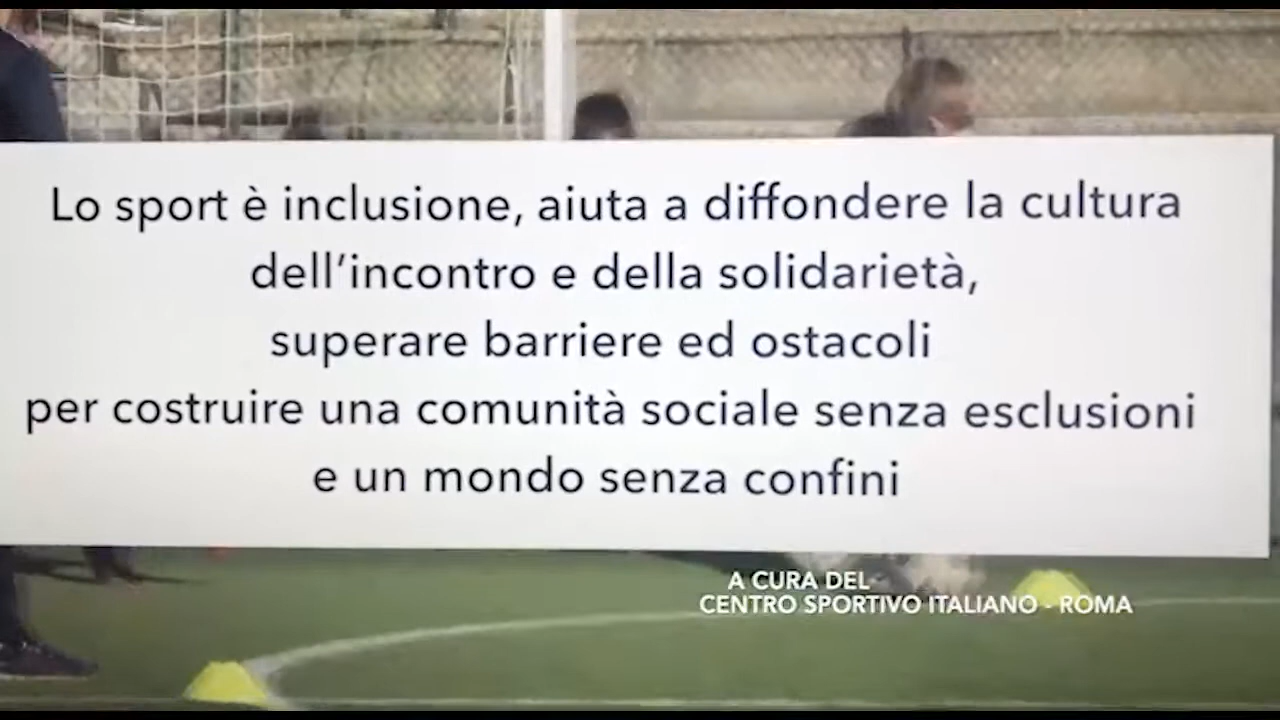 Lo sport è inclusione, aiuta a diffondere la cultura
dell'incontro e della solidarietà,
superare barriere ed ostacoli
per costruire una comunità sociale senza esclusioni
e un mondo senza confini
A CURA DEL
CENTRO SPORTIVO ITALIANO - ROMA